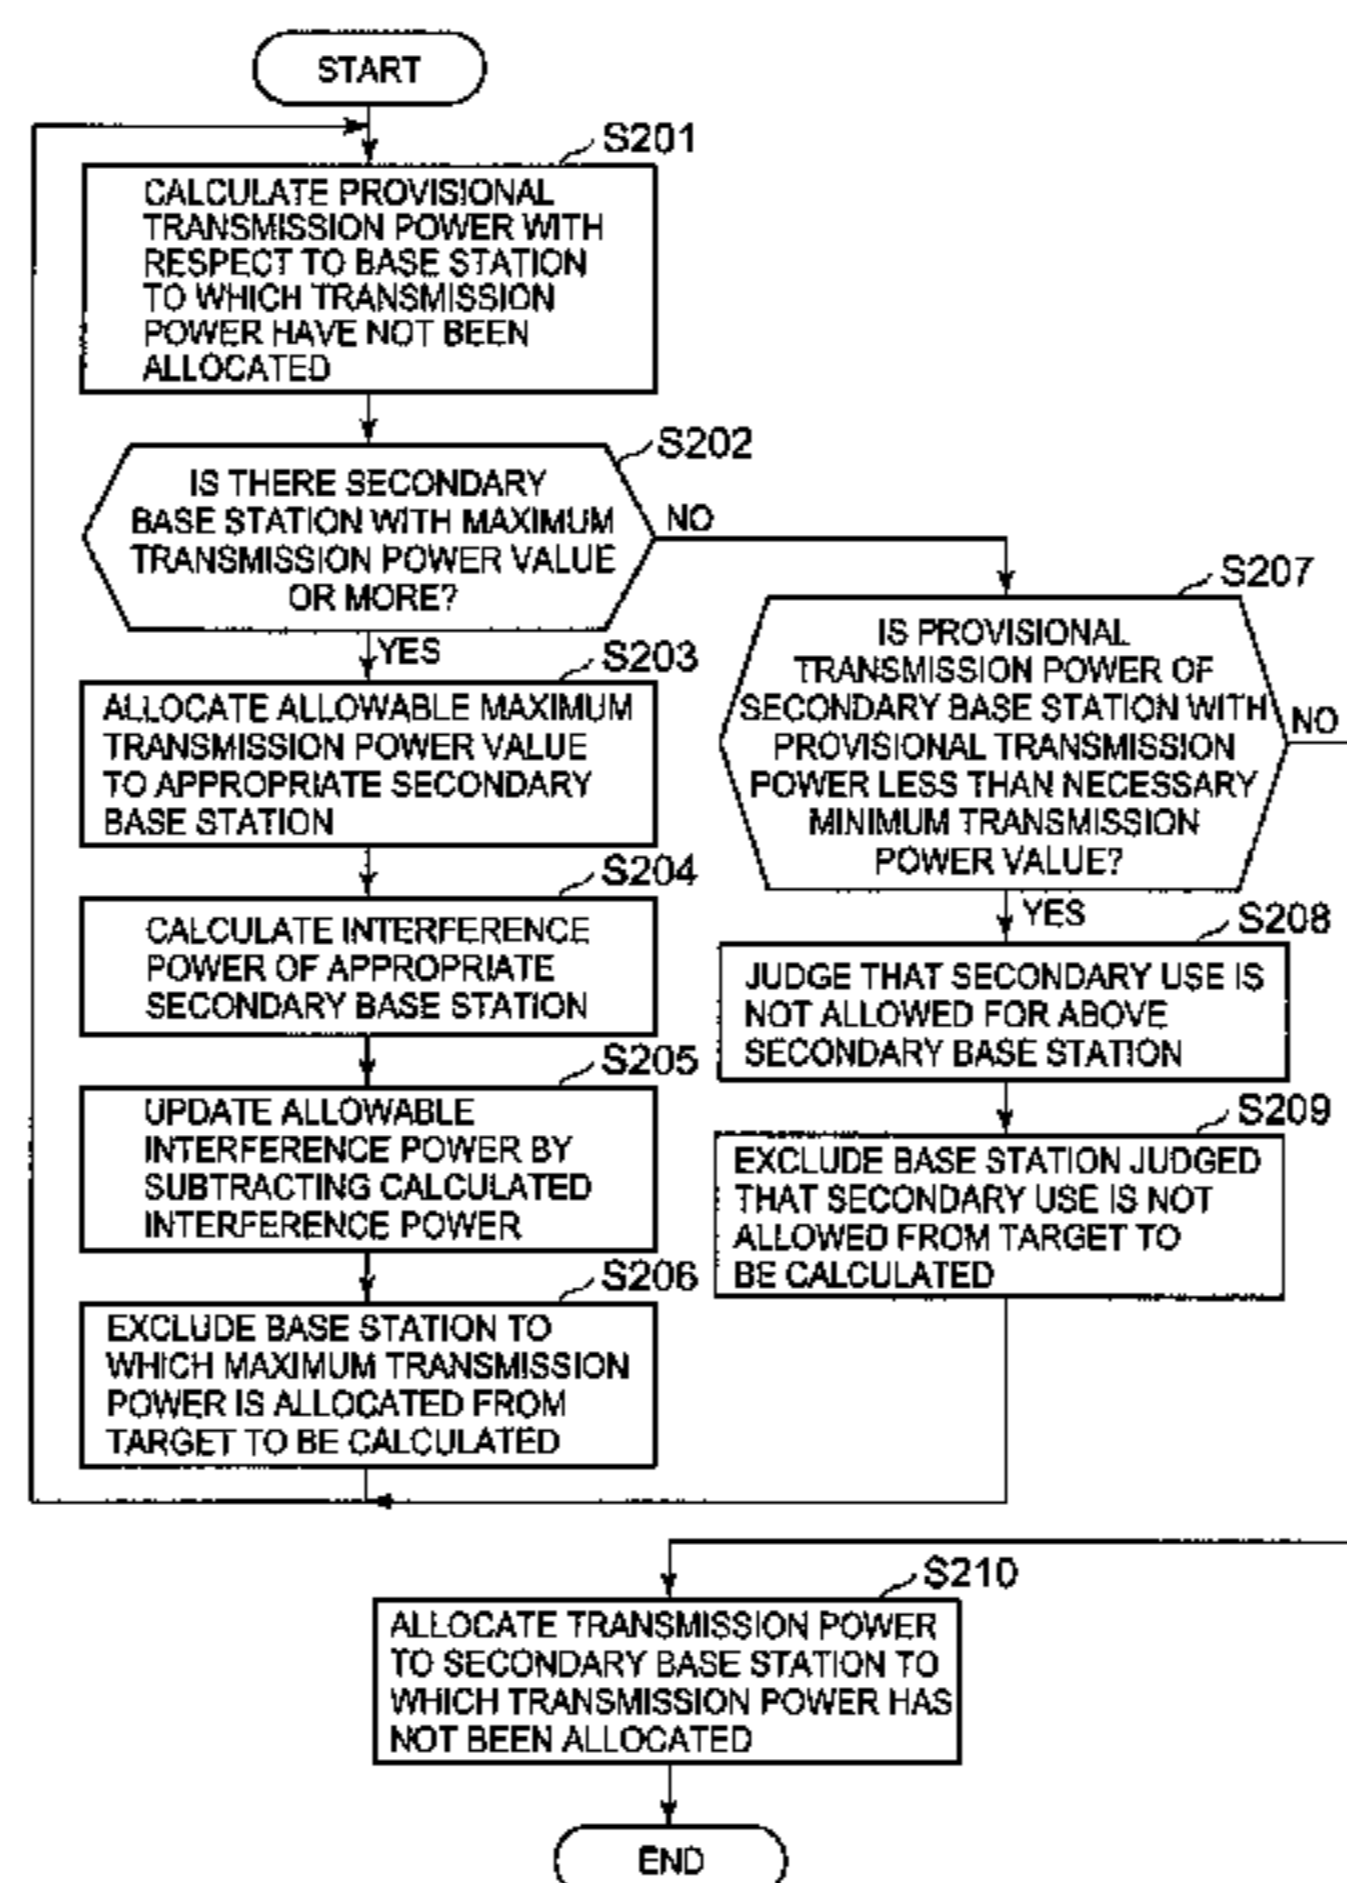 START
S201
CALCULATE PROVISIONAL
TRANSMISSION POWER WITH
RESPECT TO BASE STATION
TO WHICH TRANSMISSION
POWER HAVE NOT BEEN
ALLOCATED
S202
IS THERE SECONDARY
BASE STATION WITH MAXIMUM
TRANSMISSION POWER VALUE
OR MORE?
NO
YES
S203
ALLOCATE ALLOWABLE MAXIMUM
TRANSMISSION POWER VALUE
TO APPROPRIATE SECONDARY
BASE STATION
S204
CALCULATE INTERFERENCE
POWER OF APPROPRIATE
SECONDARY BASE STATION
S205
UPDATE ALLOWABLE
INTERFERENCE POWER BY
SUBTRACTING CALCULATED
INTERFERENCE POWER
S206
EXCLUDE BASE STATION TO
WHICH MAXIMUM TRANSMISSION
POWER IS ALLOCATED FROM
TARGET TO BE CALCULATED
S207
IS PROVISIONAL
TRANSMISSION POWER OF
SECONDARY BASE STATION WITH
PROVISIONAL TRANSMISSION
POWER LESS THAN NECESSARY
MINIMUM TRANSMISSION
POWER VALUE?
NO
YES
S208
JUDGE THAT SECONDARY USE IS
NOT ALLOWED FOR ABOVE
SECONDARY BASE STATION
S209
EXCLUDE BASE STATION JUDGED
THAT SECONDARY USE IS NOT
ALLOWED FROM TARGET TO
BE CALCULATED
S210
ALLOCATE TRANSMISSION POWER
TO SECONDARY BASE STATION TO
WHICH TRANSMISSION POWER HAS
NOT BEEN ALLOCATED
END